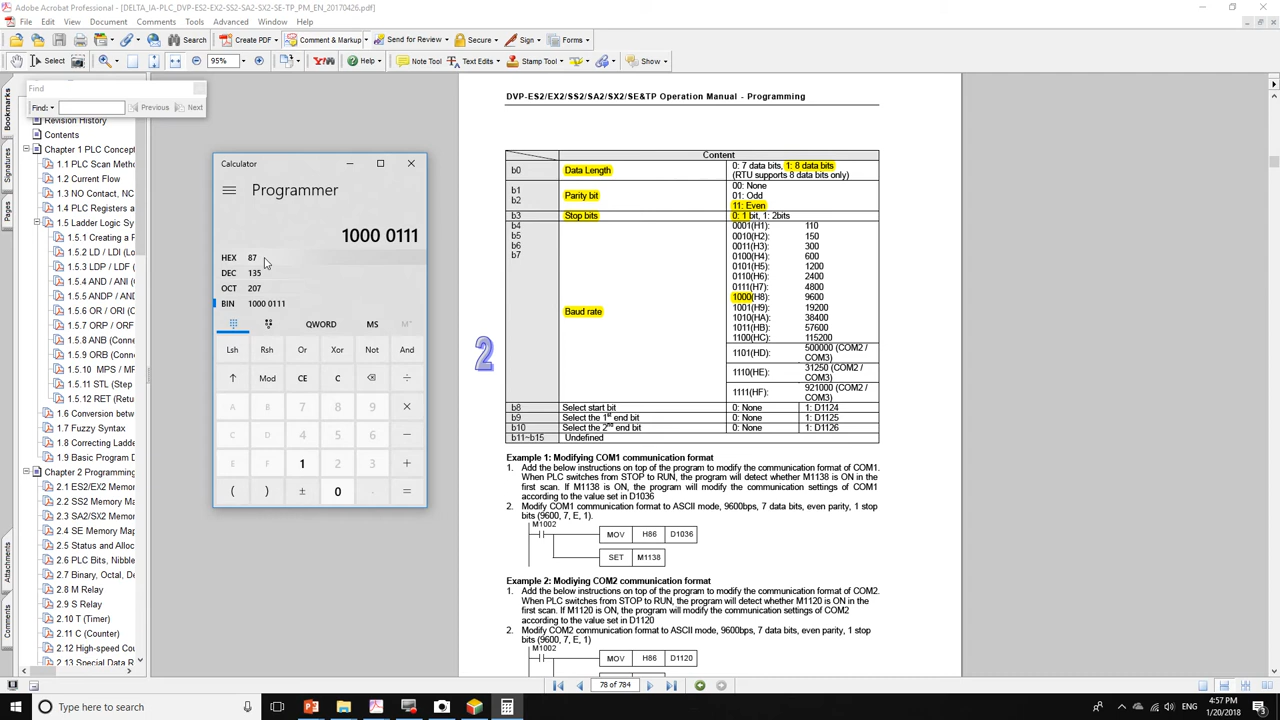 Adobe Acrobat Professional - [DELTA_IA-PLC_DVP-ES2-EX2-SS2-SA2-SX2-SE-TP_PM_EN_20170426.pdf]
File Edit View Document Comments Tools Advanced Window Help
Search Create PDF Comment & Markup Send for Review Secure Sign Forms
Select 95% Y! Help Note Tool Text Edits Stamp Tool Show
Find
Find: Previous Next
Bookmarks
Signatures
Pages
Attachments
Comments
Revision History
Contents
Chapter 1 PLC Concept
1.1 PLC Scan Metho
1.2 Current Flow
1.3 NO Contact, NC
1.4 PLC Registers a
1.5 Ladder Logic Sy
1.5.1 Creating a P
1.5.2 LD / LDI (Lo
1.5.3 LDP / LDF (
1.5.4 AND / ANI (
1.5.5 ANDP / AND
1.5.6 OR / ORI (O
1.5.7 ORP / ORF
1.5.8 ANB (Conne
1.5.9 ORB (Conne
1.5.10 MPS / MF
1.5.11 STL (Step
1.5.12 RET (Retu
1.6 Conversion betw
1.7 Fuzzy Syntax
1.8 Correcting Ladde
1.9 Basic Program D
Chapter 2 Programming
2.1 ES2/EX2 Memor
2.2 SS2 Memory Ma
2.3 SA2/SX2 Memor
2.4 SE Memory Map
2.5 Status and Alloc
2.6 PLC Bits, Nibble
2.7 Binary, Octal, De
2.8 M Relay
2.9 S Relay
2.10 T (Timer)
2.11 C (Counter)
2.12 High-speed Cou
2.13 Special Data R
Calculator
Programmer
1000 0111
HEX 87
DEC 135
OCT 207
BIN 1000 0111
QWORD MS M
Lsh Rsh Or Xor Not And
↑ Mod CE C ÷
A B 7 8 9 ×
C D 4 5 6 −
E F 1 2 3 +
( ) ± 0 . =
2
DVP-ES2/EX2/SS2/SA2/SX2/SE&TP Operation Manual - Programming
Content
b0 Data Length 0: 7 data bits, 1: 8 data bits
(RTU supports 8 data bits only)
b1 Parity bit 00: None
b2 01: Odd
11: Even
b3 Stop bits 0: 1 bit, 1: 2bits
b4 Baud rate 0001(H1): 110
b5 0010(H2): 150
b6 0011(H3): 300
b7 0100(H4): 600
0101(H5): 1200
0110(H6): 2400
0111(H7): 4800
1000(H8): 9600
1001(H9): 19200
1010(HA): 38400
1011(HB): 57600
1100(HC): 115200
1101(HD): 500000 (COM2 /
COM3)
1110(HE): 31250 (COM2 /
COM3)
1111(HF): 921000 (COM2 /
COM3)
b8 Select start bit 0: None 1: D1124
b9 Select the 1st end bit 0: None 1: D1125
b10 Select the 2nd end bit 0: None 1: D1126
b11~b15 Undefined
Example 1: Modifying COM1 communication format
1. Add the below instructions on top of the program to modify the communication format of COM1.
When PLC switches from STOP to RUN, the program will detect whether M1138 is ON in the
first scan. If M1138 is ON, the program will modify the communication settings of COM1
according to the value set in D1036
2. Modify COM1 communication format to ASCII mode, 9600bps, 7 data bits, even parity, 1 stop
bits (9600, 7, E, 1).
M1002
MOV H86 D1036
SET M1138
Example 2: Modiying COM2 communication format
1. Add the below instructions on top of the program to modify the communication format of COM2.
When PLC switches from STOP to RUN, the program will detect whether M1120 is ON in the
first scan. If M1120 is ON, the program will modify the communication settings of COM2
according to the value set in D1120
2. Modify COM2 communication format to ASCII mode, 9600bps, 7 data bits, even parity, 1 stop
bits (9600, 7, E, 1)
M1002
MOV H86 D1120
78 of 784
Type here to search
ENG
4:57 PM
1/20/2018
3